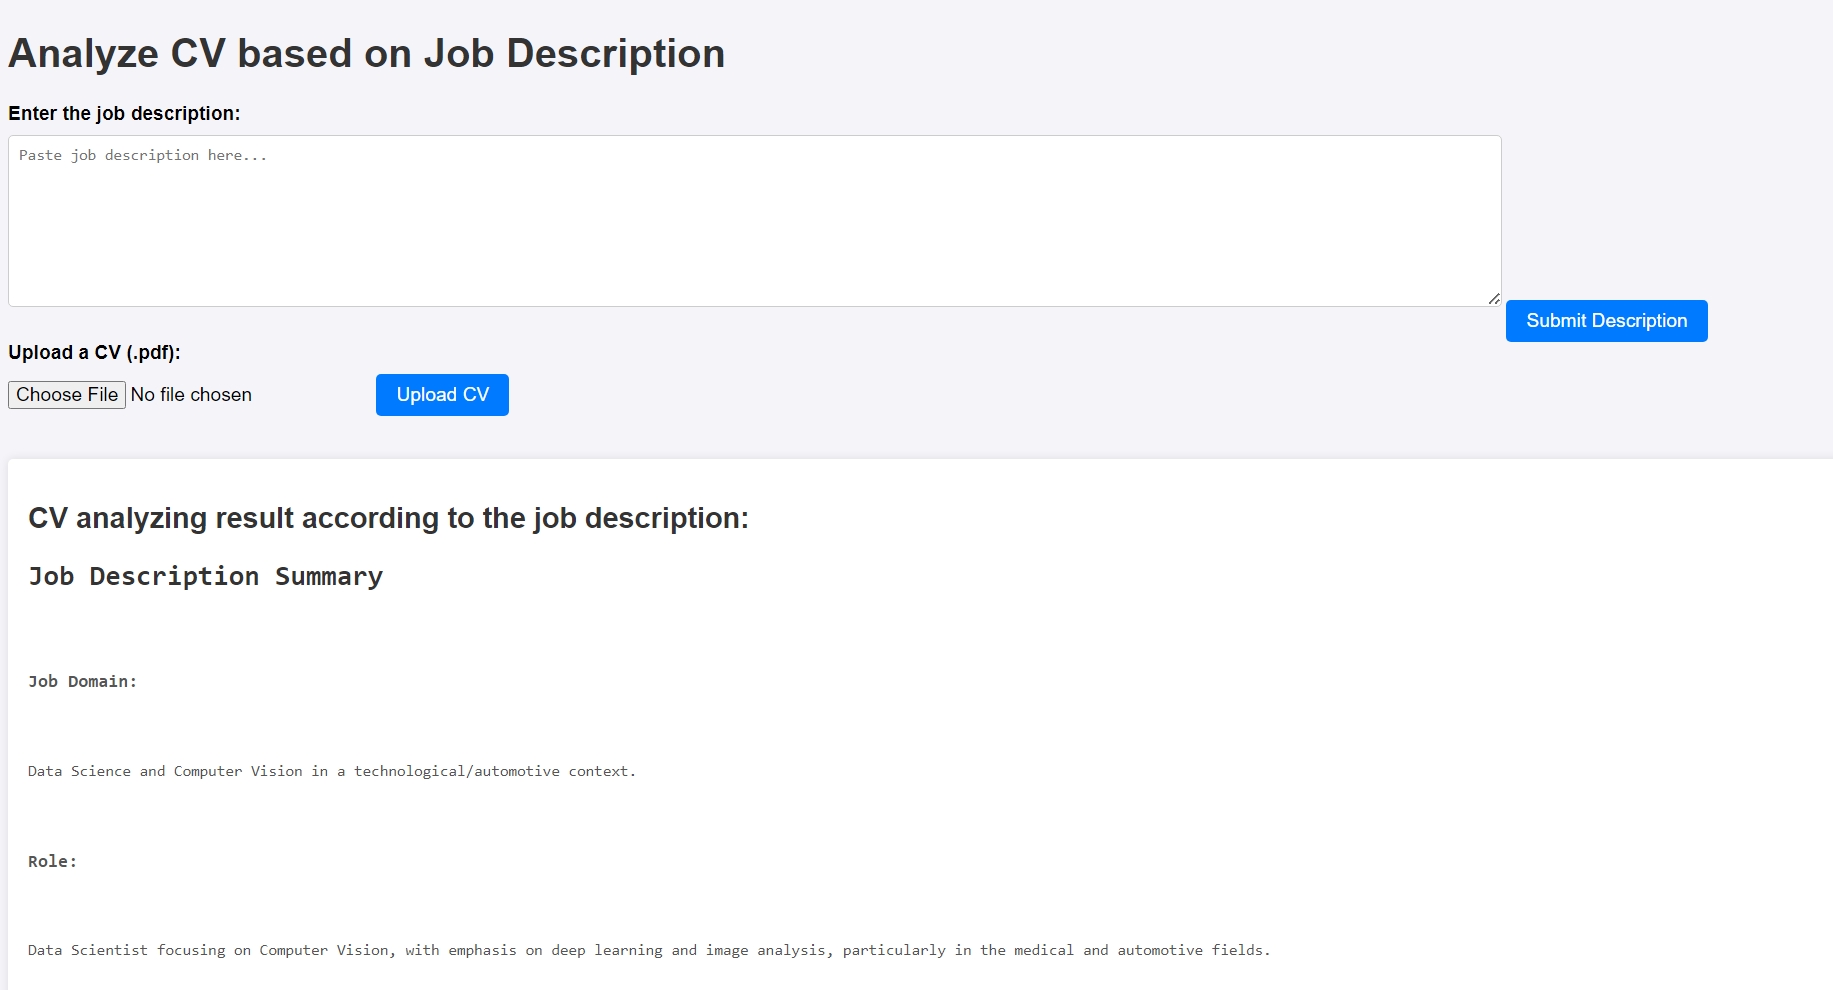 Analyze CV based on Job Description
Enter the job description:
Paste job description here...
Submit Description
Upload a CV (.pdf):
Choose File No file chosen
Upload CV
CV analyzing result according to the job description:
Job Description Summary
Job Domain:
Data Science and Computer Vision in a technological/automotive context.
Role:
Data Scientist focusing on Computer Vision, with emphasis on deep learning and image analysis, particularly in the medical and automotive fields.